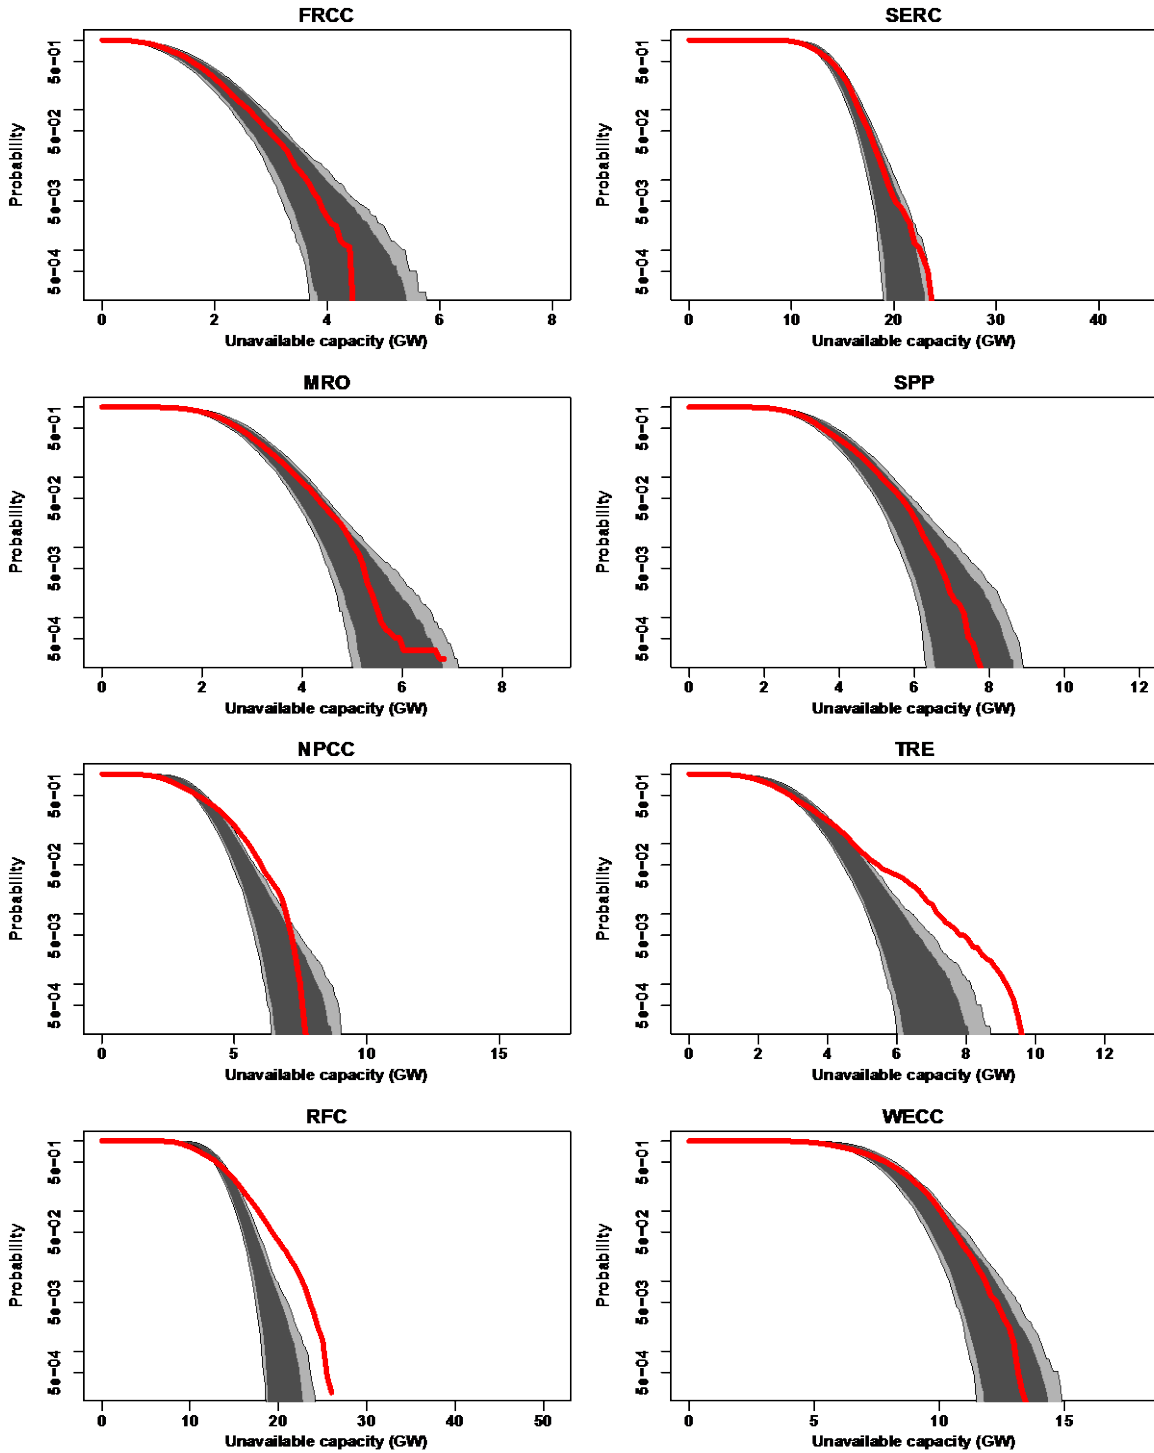 FRCC
Probability
5e-01
5e-02
5e-03
5e-04
0 2 4 6 8
Unavailable capacity (GW)
SERC
Probability
5e-01
5e-02
5e-03
5e-04
0 10 20 30 40
Unavailable capacity (GW)
MRO
Probability
5e-01
5e-02
5e-03
5e-04
0 2 4 6 8
Unavailable capacity (GW)
SPP
Probability
5e-01
5e-02
5e-03
5e-04
0 2 4 6 8 10 12
Unavailable capacity (GW)
NPCC
Probability
5e-01
5e-02
5e-03
5e-04
0 5 10 15
Unavailable capacity (GW)
TRE
Probability
5e-01
5e-02
5e-03
5e-04
0 2 4 6 8 10 12
Unavailable capacity (GW)
RFC
Probability
5e-01
5e-02
5e-03
5e-04
0 10 20 30 40 50
Unavailable capacity (GW)
WECC
Probability
5e-01
5e-02
5e-03
5e-04
0 5 10 15
Unavailable capacity (GW)